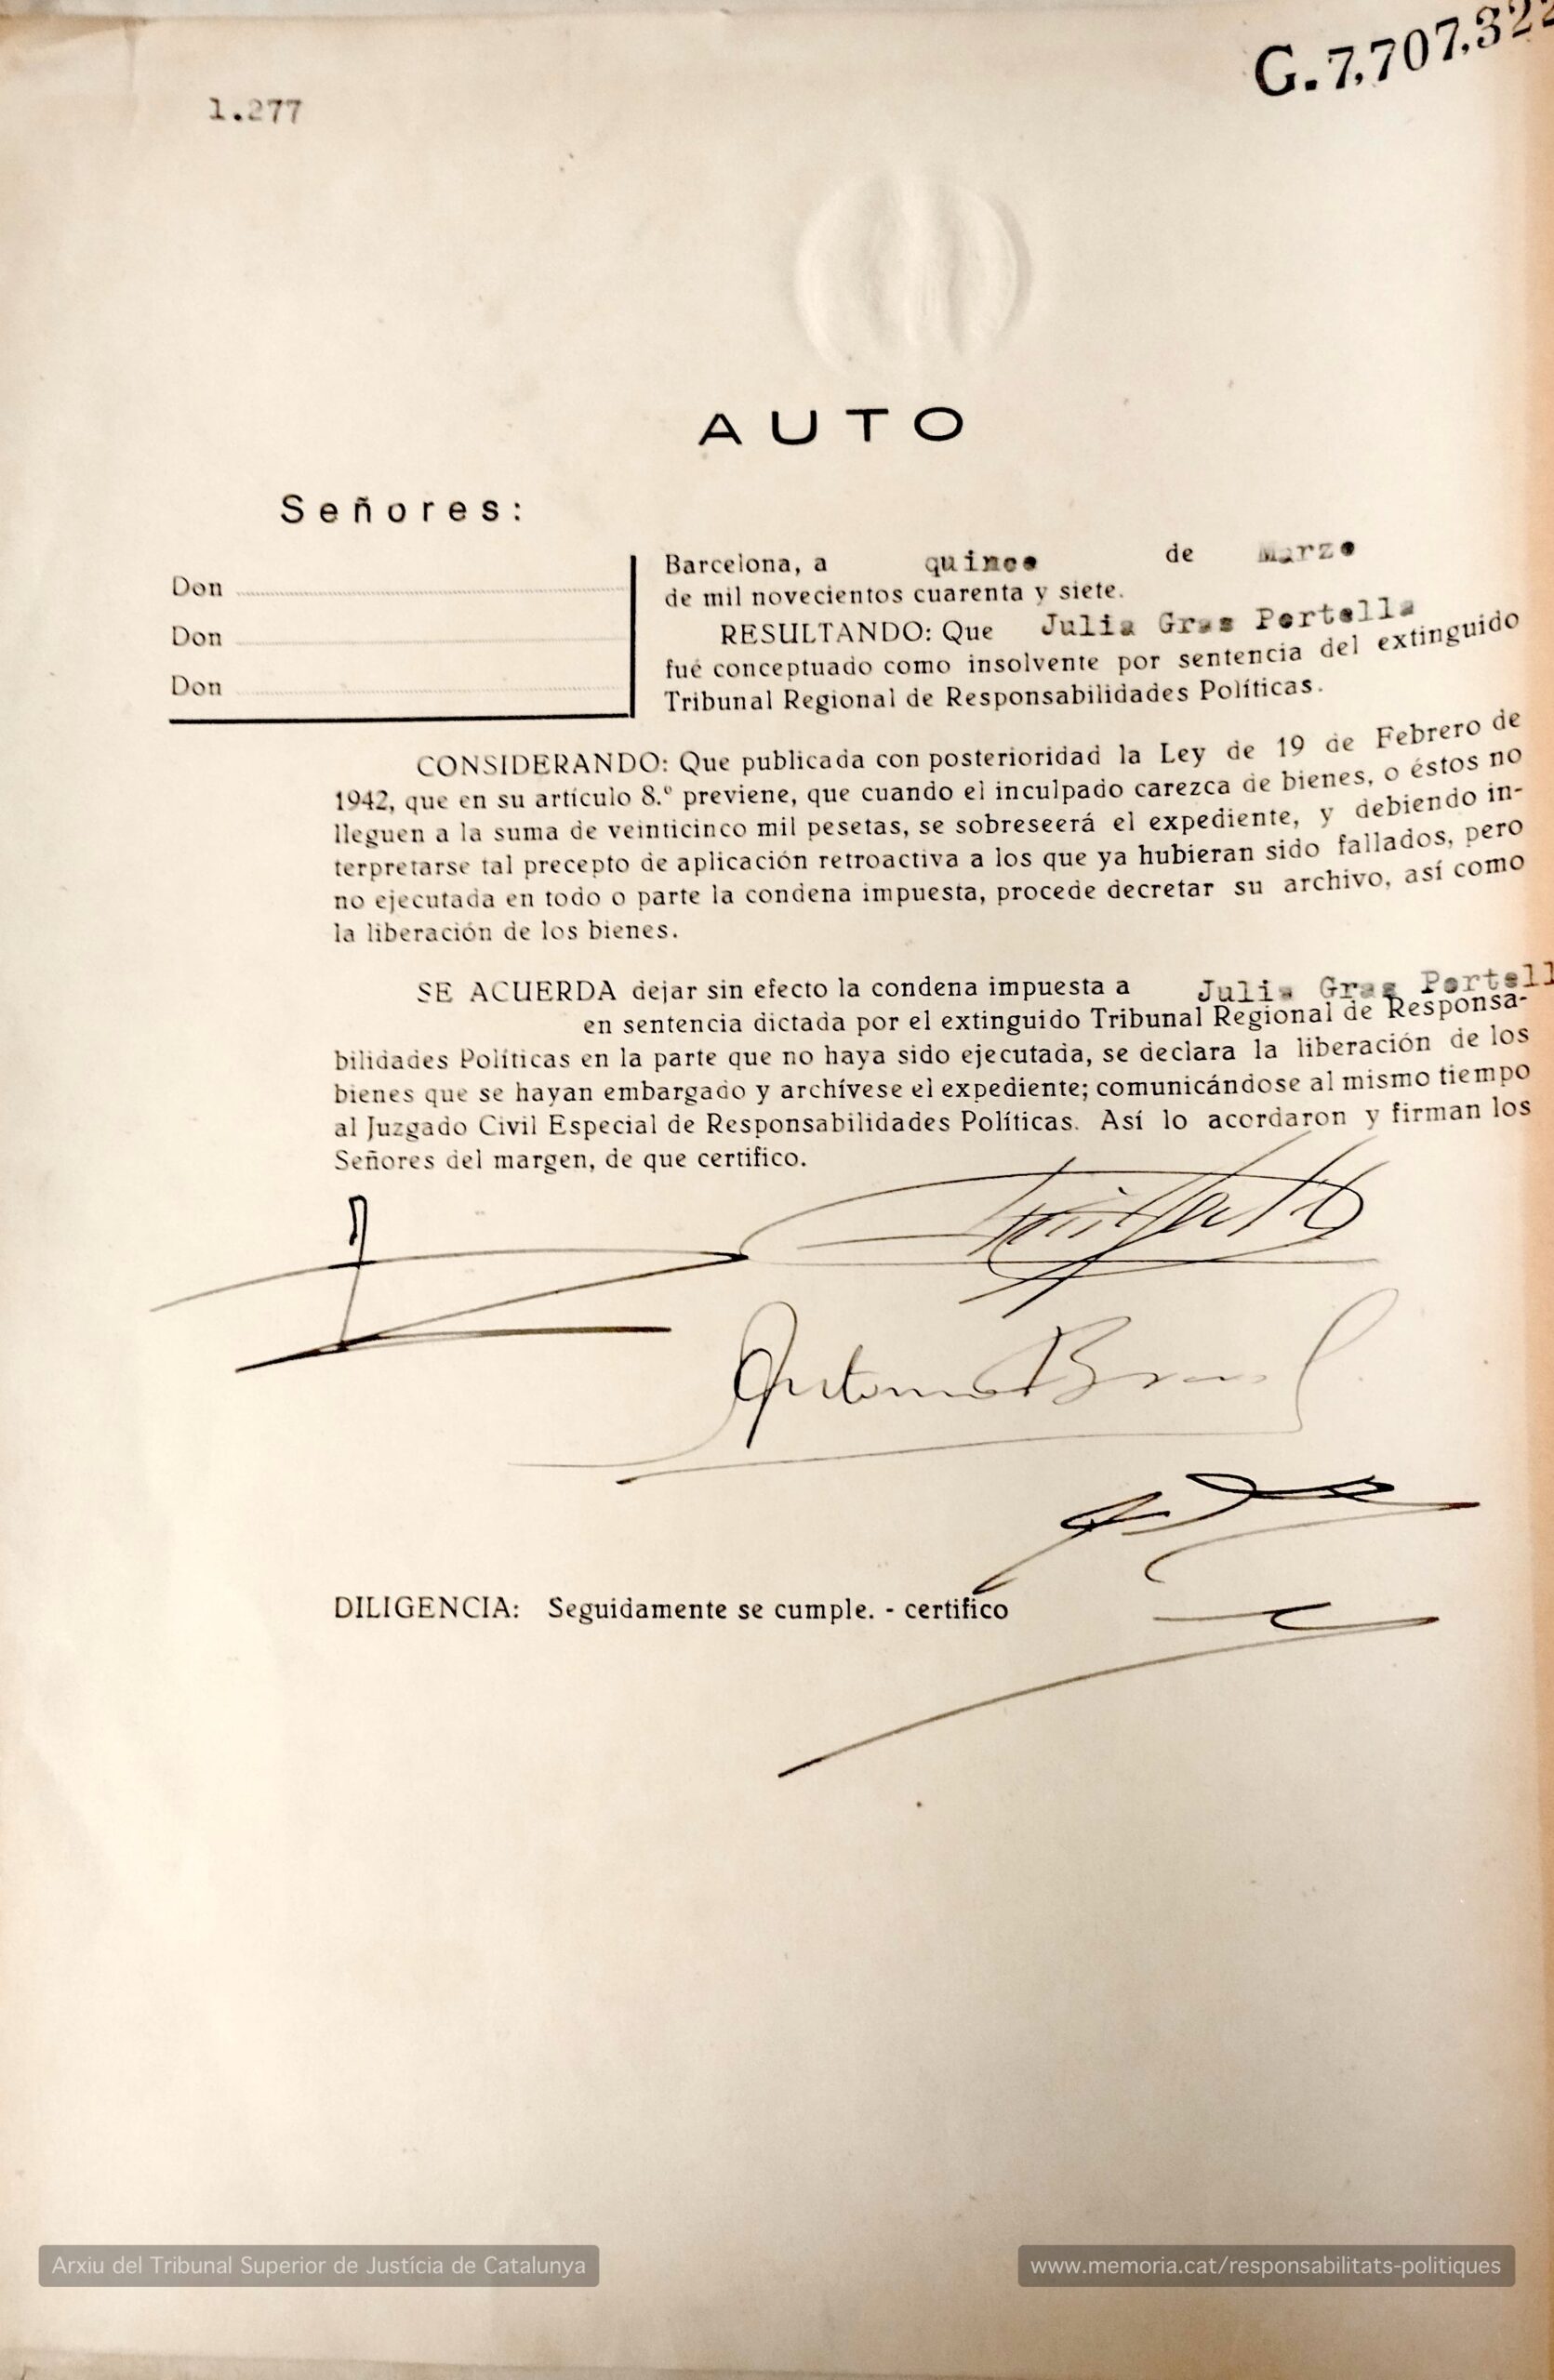 G.7,707,322
1.277
AUTO
Señores:
Don
Don
Don
Barcelona, a quince de Marzo
de mil novecientos cuarenta y siete.
RESULTANDO: Que Julia Gras Portella
fué conceptuado como insolvente por sentencia del extinguido
Tribunal Regional de Responsabilidades Políticas.
CONSIDERANDO: Que publicada con posterioridad la Ley de 19 de Febrero de
1942, que en su artículo 8.º previene, que cuando el inculpado carezca de bienes, o éstos no
lleguen a la suma de veinticinco mil pesetas, se sobreseerá el expediente, y debiendo in-
terpretarse tal precepto de aplicación retroactiva a los que ya hubieran sido fallados, pero
no ejecutada en todo o parte la condena impuesta, procede decretar su archivo, así como
la liberación de los bienes.
SE ACUERDA dejar sin efecto la condena impuesta a Julia Gras Portell
en sentencia dictada por el extinguido Tribunal Regional de Responsa-
bilidades Políticas en la parte que no haya sido ejecutada, se declara la liberación de los
bienes que se hayan embargado y archívese el expediente; comunicándose al mismo tiempo
al Juzgado Civil Especial de Responsabilidades Políticas. Así lo acordaron y firman los
Señores del margen, de que certifico.
Antonio
DILIGENCIA: Seguidamente se cumple. - certifico
Arxiu del Tribunal Superior de Justícia de Catalunya
www.memoria.cat/responsabilitats-politiques